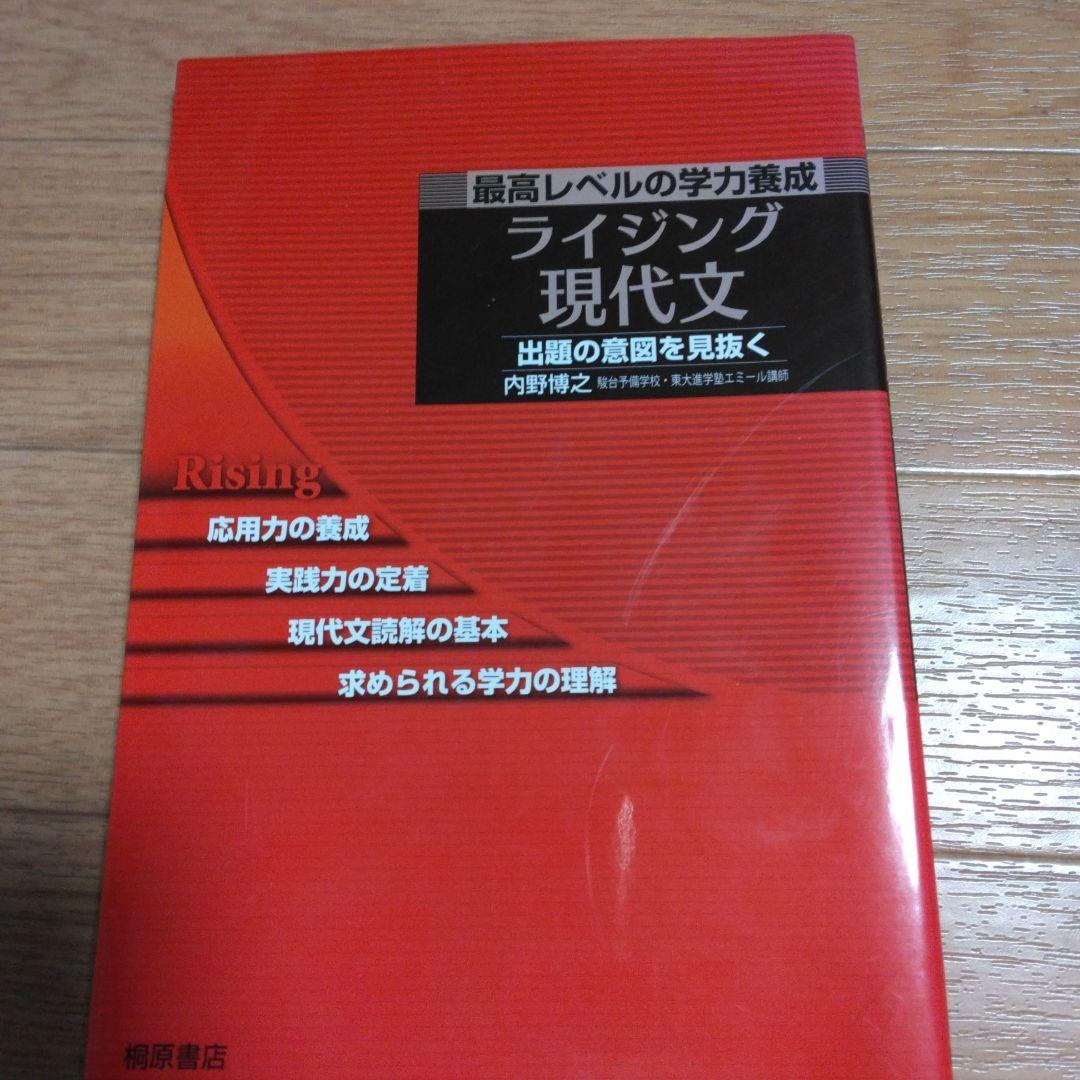 最高レベルの学力養成
ライジング
現代文
出題の意図を見抜く
内野博之 駿台予備学校・東大進学塾エミール講師
Rising
応用力の養成
実践力の定着
現代文読解の基本
求められる学力の理解
桐原書店